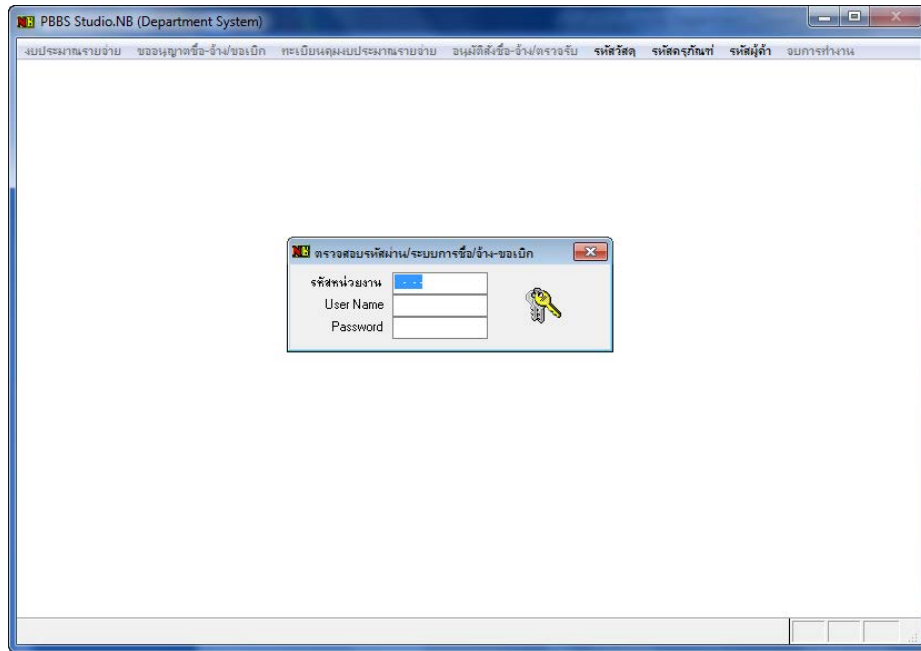 PBBS Studio.NB (Department System)
งบประมาณรายจ่าย ขออนุญาตซื้อ-จ้าง/ขอเบิก ทะเบียนคุมงบประมาณรายจ่าย อนุมัติสั่งซื้อ-จ้าง/ตรวจรับ รหัสวัสดุ รหัสครุภัณฑ์ รหัสผู้ค้า จบการทำงาน
NB ตรวจสอบรหัสผ่าน/ระบบการซื้อ/จ้าง-ขอเบิก
รหัสหน่วยงาน
User Name
Password